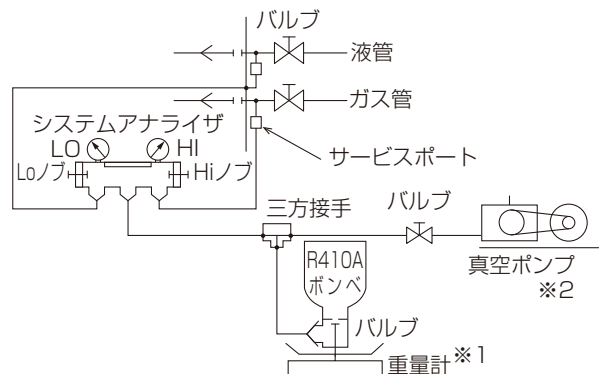 バルブ
液管
ガス管
システムアナライザ
LO
HI
Loノブ
Hiノブ
サービスポート
三方接手
バルブ
R410A
ボンベ
真空ポンプ
※2
バルブ
重量計※1